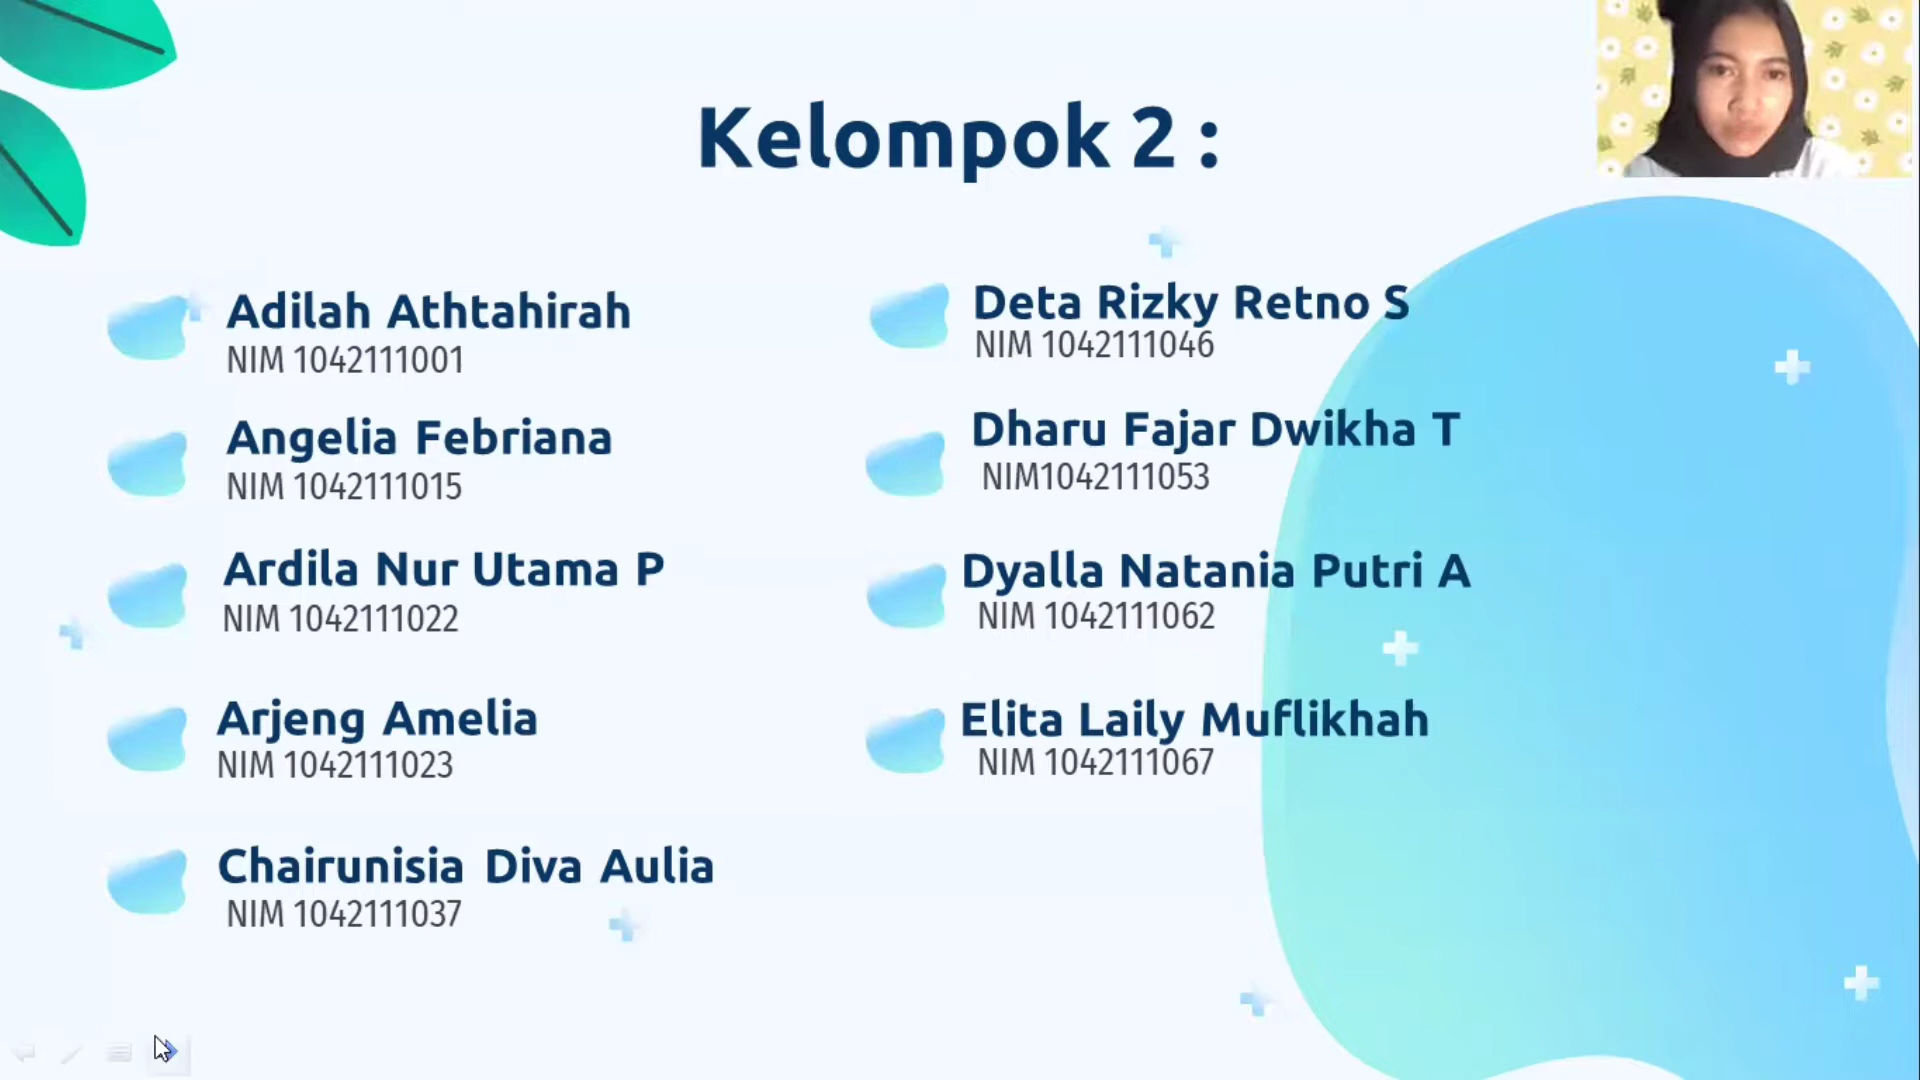 Kelompok 2 :
Adilah Athtahirah
NIM 1042111001
Angelia Febriana
NIM 1042111015
Ardila Nur Utama P
NIM 1042111022
Arjeng Amelia
NIM 1042111023
Chairunisia Diva Aulia
NIM 1042111037
Deta Rizky Retno S
NIM 1042111046
Dharu Fajar Dwikha T
NIM1042111053
Dyalla Natania Putri A
NIM 1042111062
Elita Laily Muflikhah
NIM 1042111067